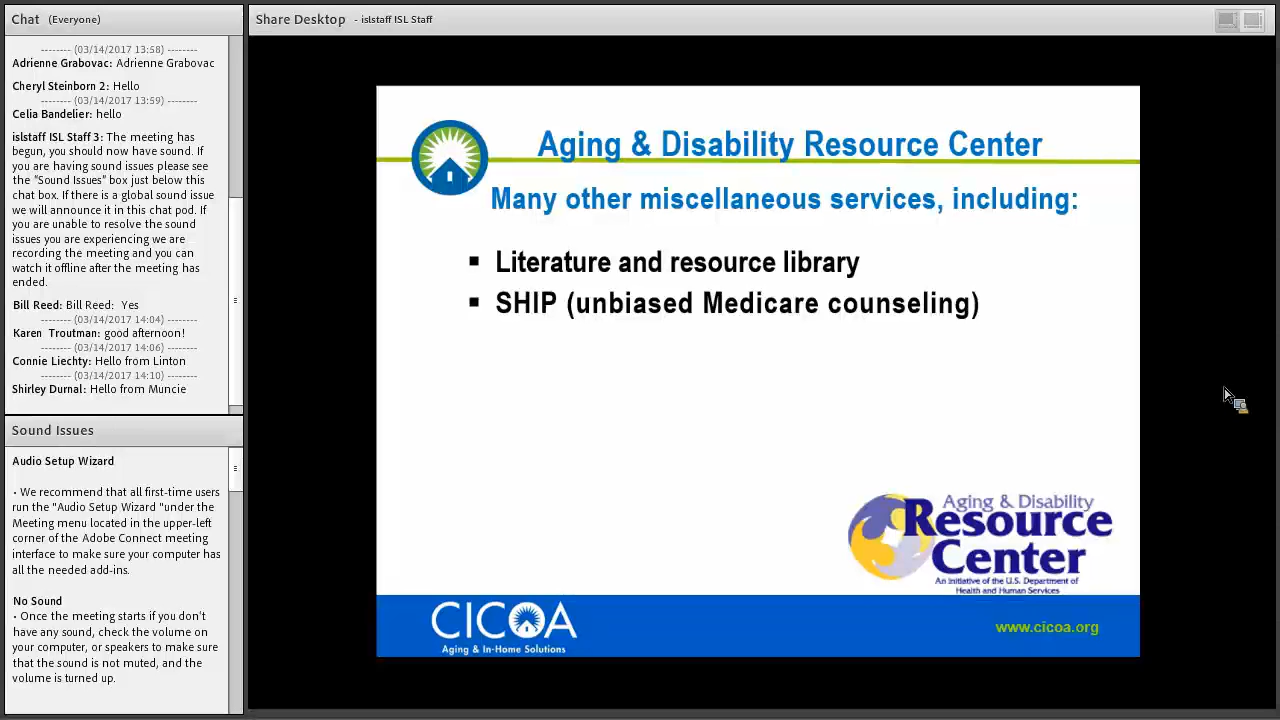 Chat (Everyone)
-------- (03/14/2017 13:58) --------
Adrienne Grabovac: Adrienne Grabovac
Cheryl Steinborn 2: Hello
-------- (03/14/2017 13:59) --------
Celia Bandelier: hello
islstaff ISL Staff 3: The meeting has
begun, you should now have sound. If
you are having sound issues please see
the "Sound Issues" box just below this
chat box. If there is a global sound issue
we will announce it in this chat pod. If
you are unable to resolve the sound
issues you are experiencing we are
recording the meeting and you can
watch it offline after the meeting has
ended.
Bill Reed: Bill Reed: Yes
-------- (03/14/2017 14:04) --------
Karen Troutman: good afternoon!
-------- (03/14/2017 14:06) --------
Connie Liechty: Hello from Linton
-------- (03/14/2017 14:10) --------
Shirley Durnal: Hello from Muncie
Sound Issues
Audio Setup Wizard
• We recommend that all first-time users
run the "Audio Setup Wizard "under the
Meeting menu located in the upper-left
corner of the Adobe Connect meeting
interface to make sure your computer has
all the needed add-ins.
No Sound
• Once the meeting starts if you don't
have any sound, check the volume on
your computer, or speakers to make sure
that the sound is not muted, and the
volume is turned up.
Share Desktop - islstaff ISL Staff
Aging & Disability Resource Center
Many other miscellaneous services, including:
▪ Literature and resource library
▪ SHIP (unbiased Medicare counseling)
Aging & Disability
Resource
Center
An initiative of the U.S. Department of
Health and Human Services
CICOA
Aging & In-Home Solutions
www.cicoa.org